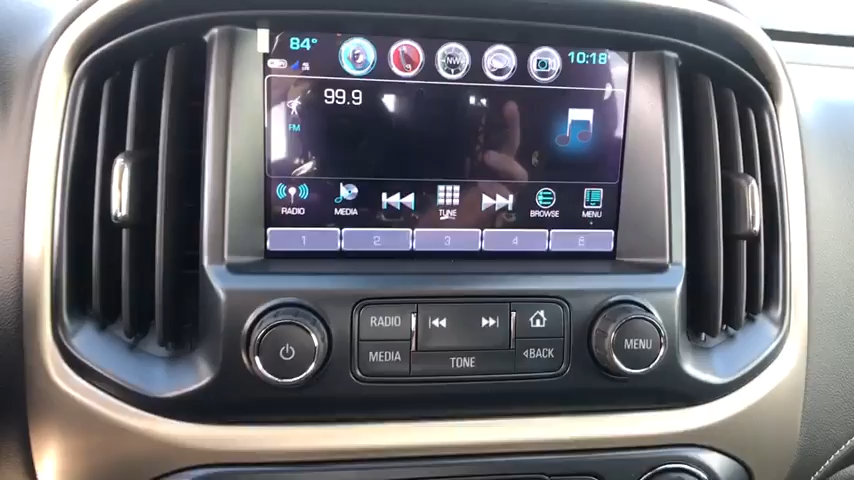 84°
NW
10:18
99.9
FM
RADIO
MEDIA
TUNE
BROWSE
MENU
1 2 3 4 5
RADIO
MEDIA
TONE
BACK
MENU